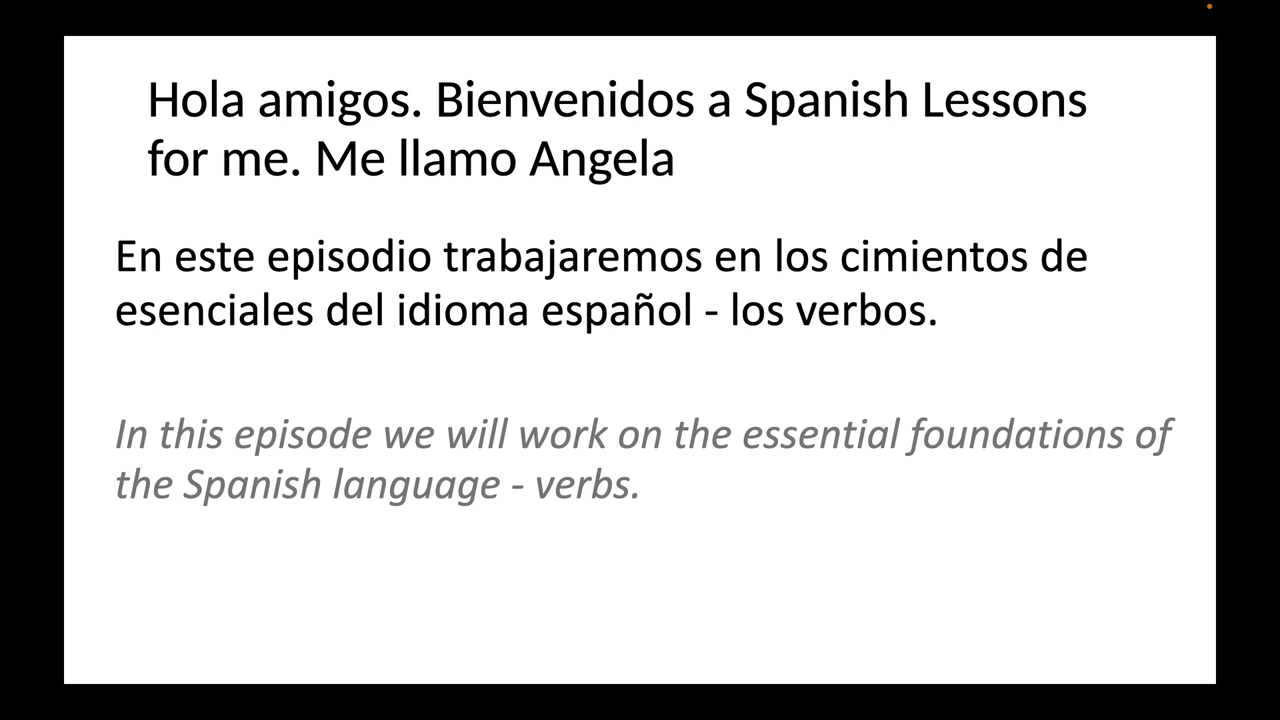 Hola amigos. Bienvenidos a Spanish Lessons
for me. Me llamo Angela
En este episodio trabajaremos en los cimientos de
esenciales del idioma español - los verbos.
In this episode we will work on the essential foundations of
the Spanish language - verbs.